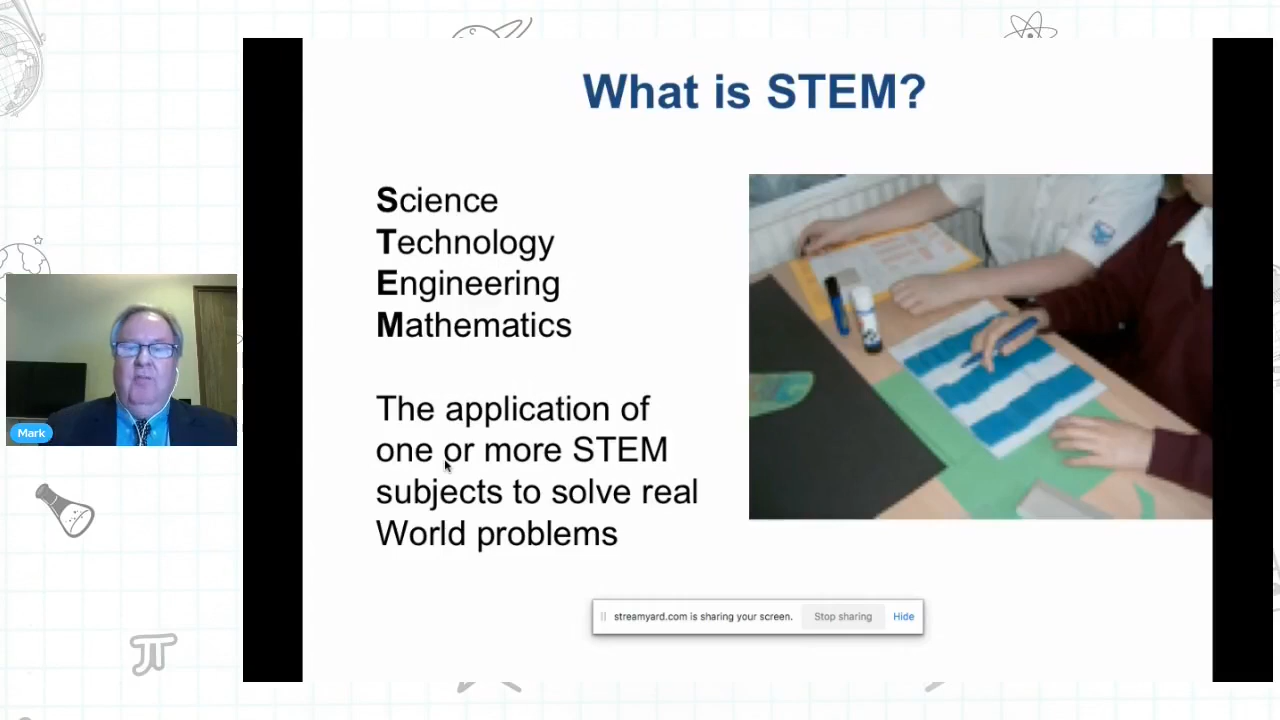 What is STEM?
Science
Technology
Engineering
Mathematics
The application of
one or more STEM
subjects to solve real
World problems
Mark
streamyard.com is sharing your screen. Stop sharing Hide